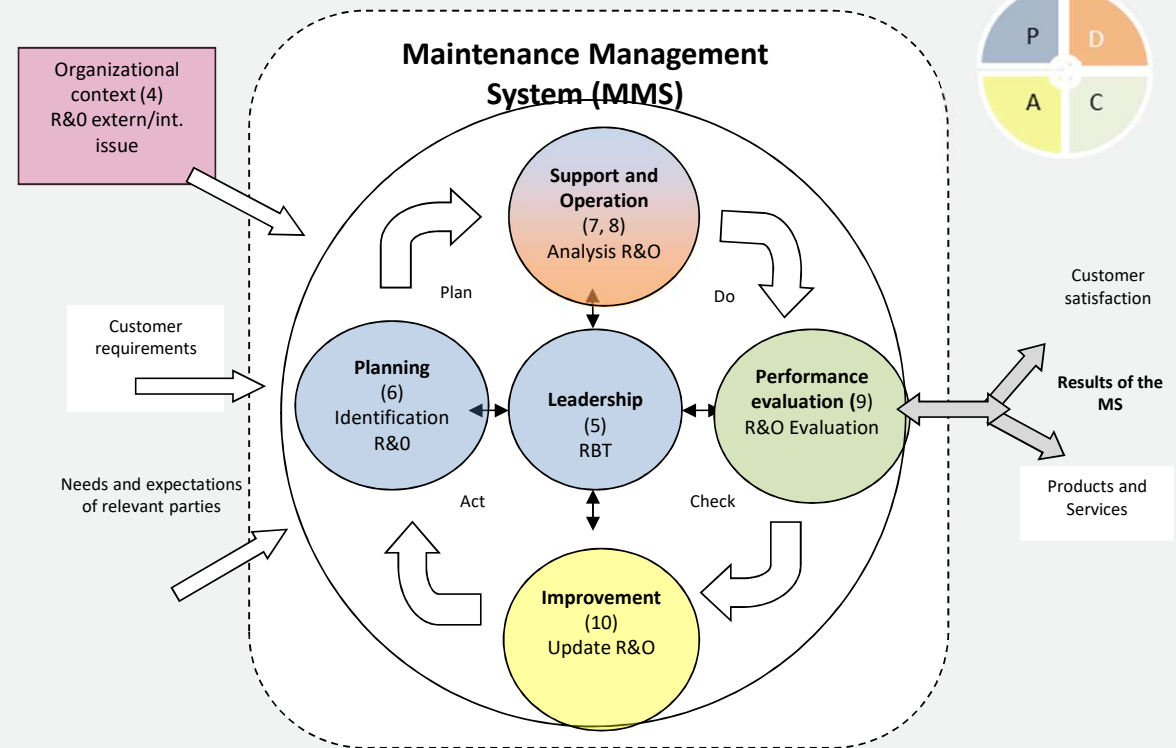 Maintenance Management
System (MMS)
P
D
A
C
Organizational
context (4)
R&0 extern/int.
issue
Support and
Operation
(7, 8)
Analysis R&O
Plan
Do
Customer
requirements
Planning
(6)
Identification
R&0
Leadership
(5)
RBT
Performance
evaluation (9)
R&O Evaluation
Customer
satisfaction
Results of the
MS
Products and
Services
Needs and expectations
of relevant parties
Act
Check
Improvement
(10)
Update R&O